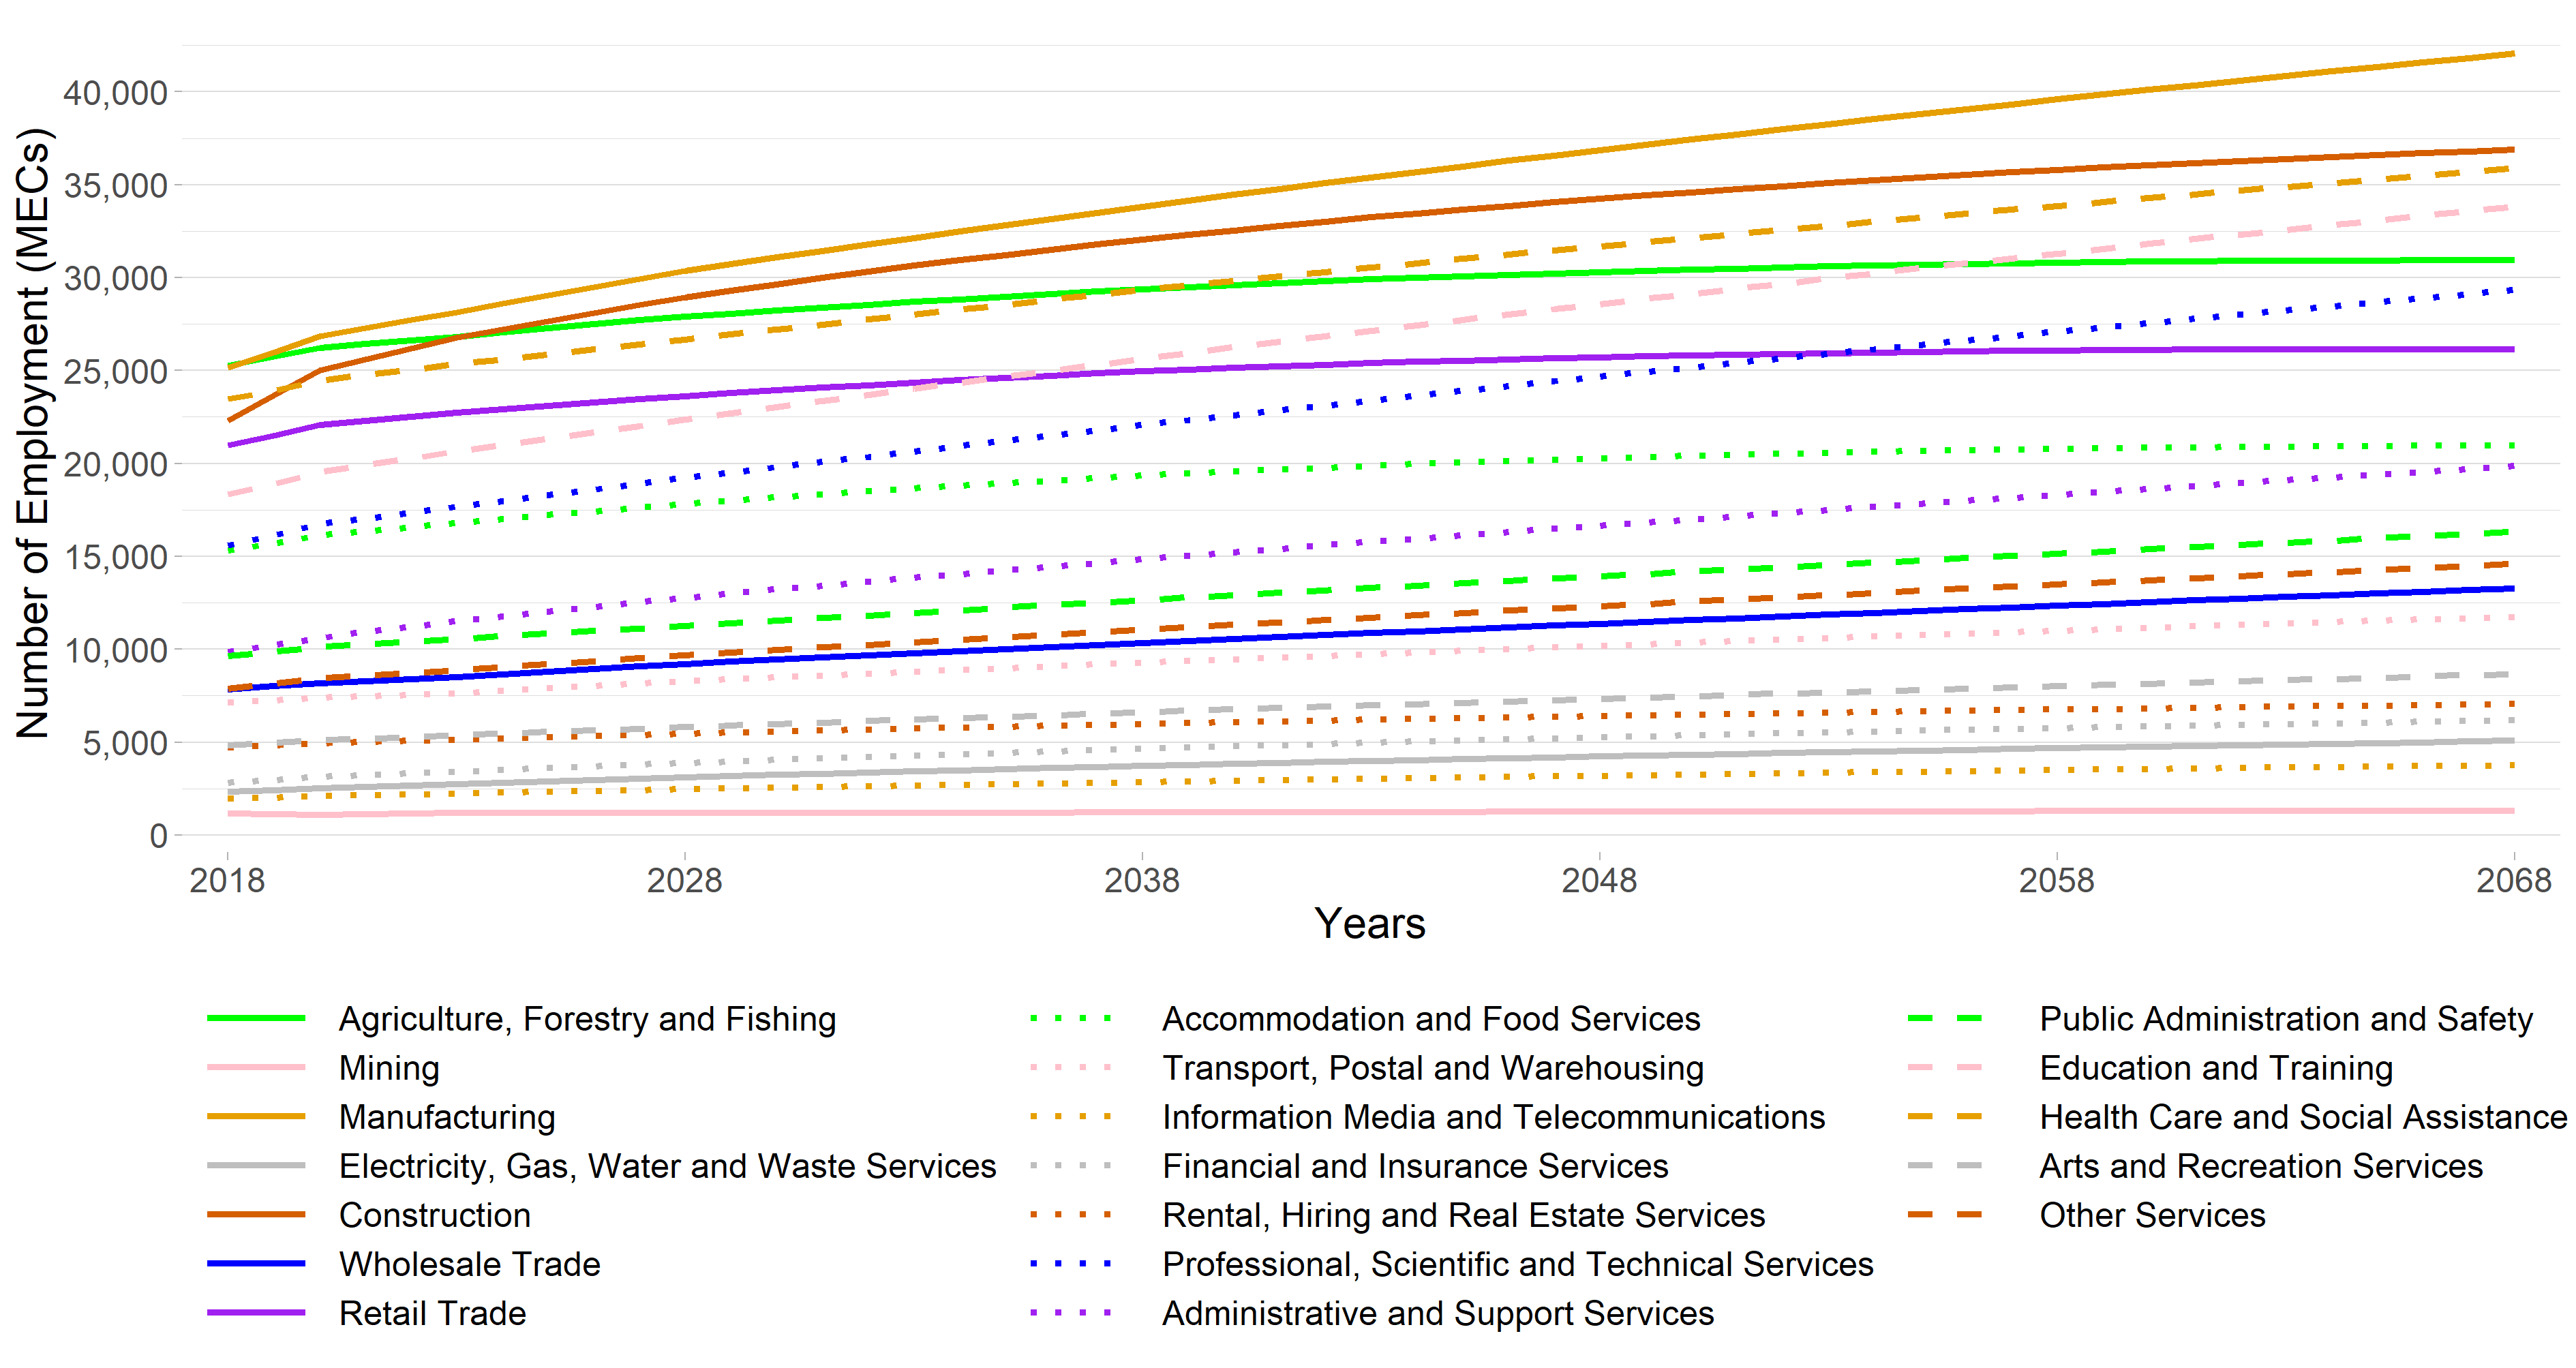 Number of Employment (MECs)
40,000
35,000
30,000
25,000
20,000
15,000
10,000
5,000
0
2018 2028 2038 2048 2058 2068
Years
Agriculture, Forestry and Fishing
Mining
Manufacturing
Electricity, Gas, Water and Waste Services
Construction
Wholesale Trade
Retail Trade
Accommodation and Food Services
Transport, Postal and Warehousing
Information Media and Telecommunications
Financial and Insurance Services
Rental, Hiring and Real Estate Services
Professional, Scientific and Technical Services
Administrative and Support Services
Public Administration and Safety
Education and Training
Health Care and Social Assistance
Arts and Recreation Services
Other Services